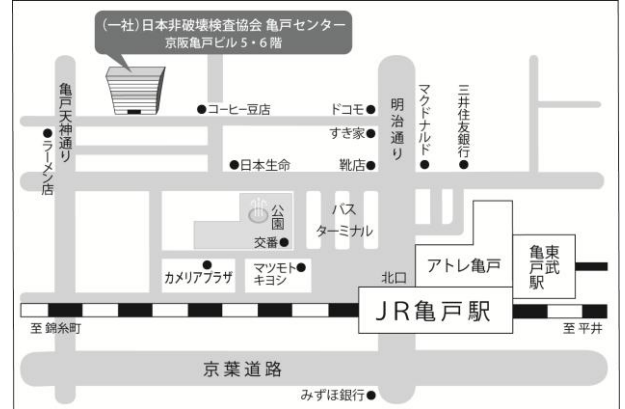 (一社)日本非破壊検査協会 亀戸センター
京阪亀戸ビル 5・6 階
亀戸天神通り
ラーメン店
コーヒー豆店
ドコモ
すき家
日本生命
靴店
明治通り
マクドナルド
三井住友銀行
公園
交番
バス
ターミナル
カメリアプラザ
マツモト
キヨシ
北口
アトレ亀戸
東武
亀戸駅
JR亀戸駅
至 錦糸町
至 平井
京葉道路
みずほ銀行